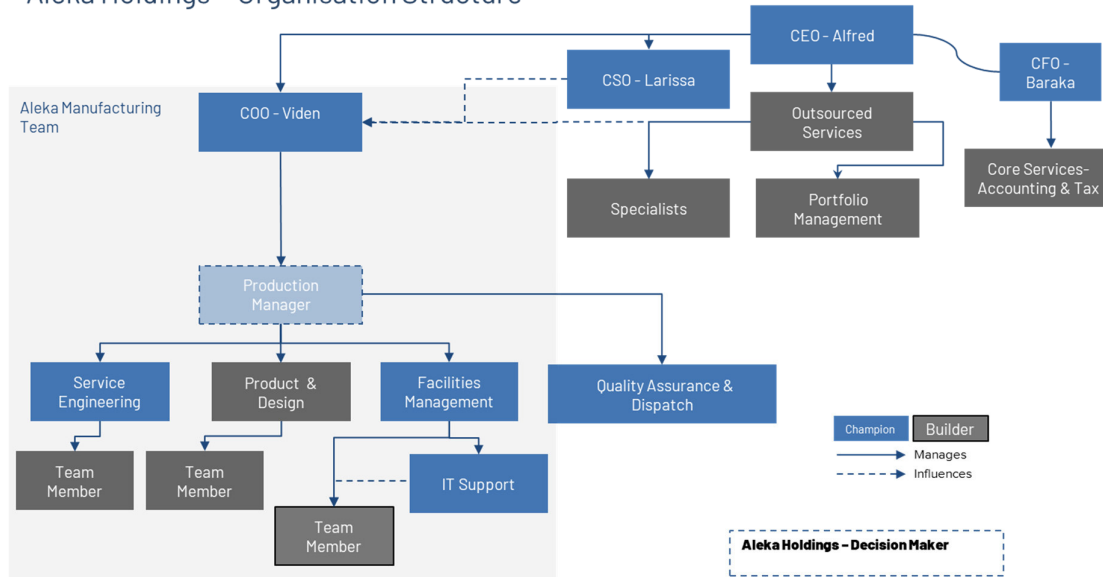 Aleka Holdings – Organisation Structure
CEO - Alfred
CFO -
Baraka
CSO - Larissa
Aleka Manufacturing
Team
COO - Viden
Outsourced
Services
Core Services-
Accounting & Tax
Specialists
Portfolio
Management
Production
Manager
Service
Engineering
Product & 
Design
Facilities
Management
Quality Assurance &
Dispatch
Champion
Builder
Manages
Influences
Team
Member
Team
Member
IT Support
Team
Member
Aleka Holdings – Decision Maker